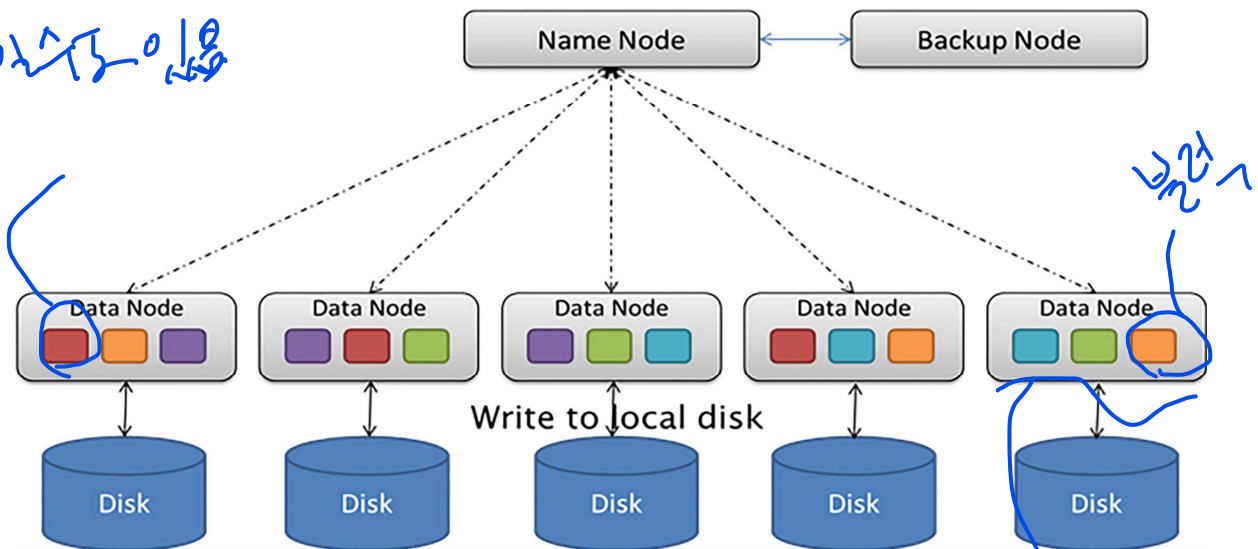 Name Node
Backup Node
Data Node
Data Node
Data Node
Data Node
Data Node
Write to local disk
Disk
Disk
Disk
Disk
Disk